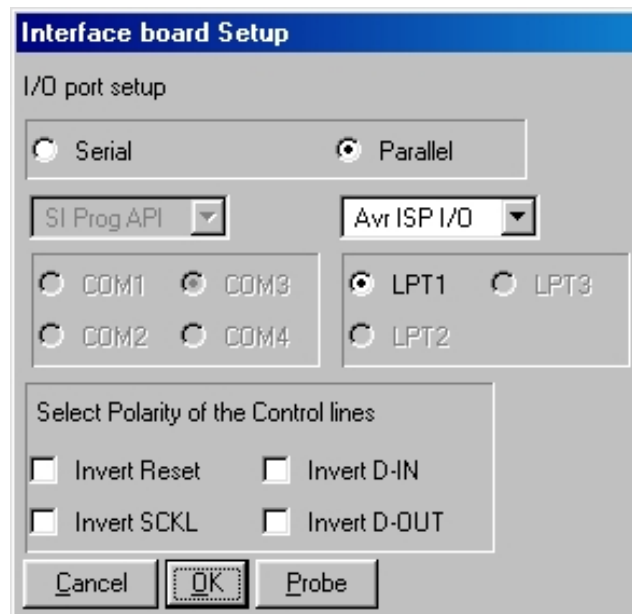 Interface board Setup
I/O port setup
Serial Parallel
SI Prog API Avr ISP I/O
COM1 COM3 LPT1 LPT3
COM2 COM4 LPT2
Select Polarity of the Control lines
Invert Reset Invert D-IN
Invert SCKL Invert D-OUT
Cancel OK Probe